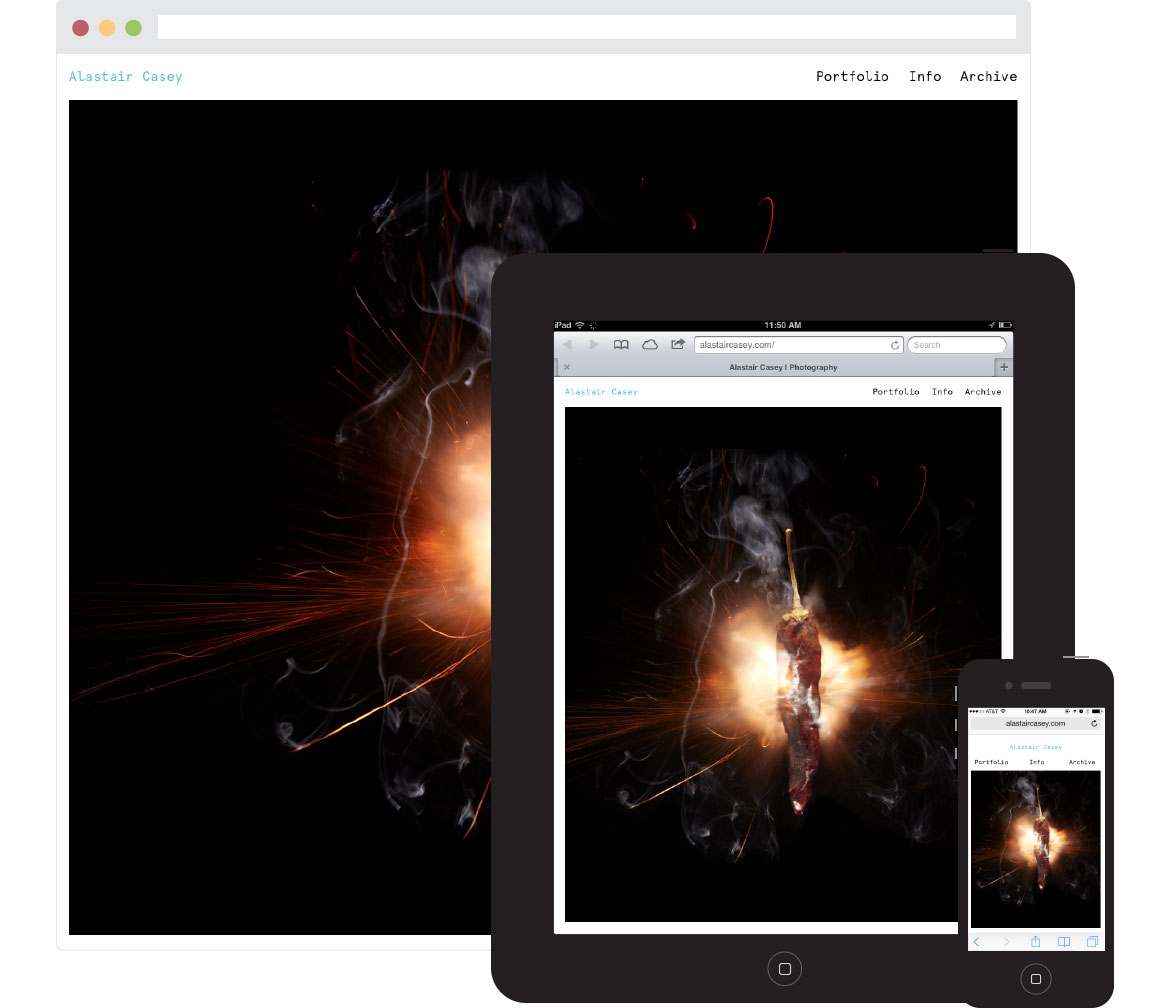 Alastair Casey Portfolio Info Archive
iPad 11:50 AM
alastaircasey.com/ Search
Alastair Casey | Photography
Alastair Casey Portfolio Info Archive
AT&T 10:47 AM
alastaircasey.com
Alastair Casey
Portfolio Info Archive